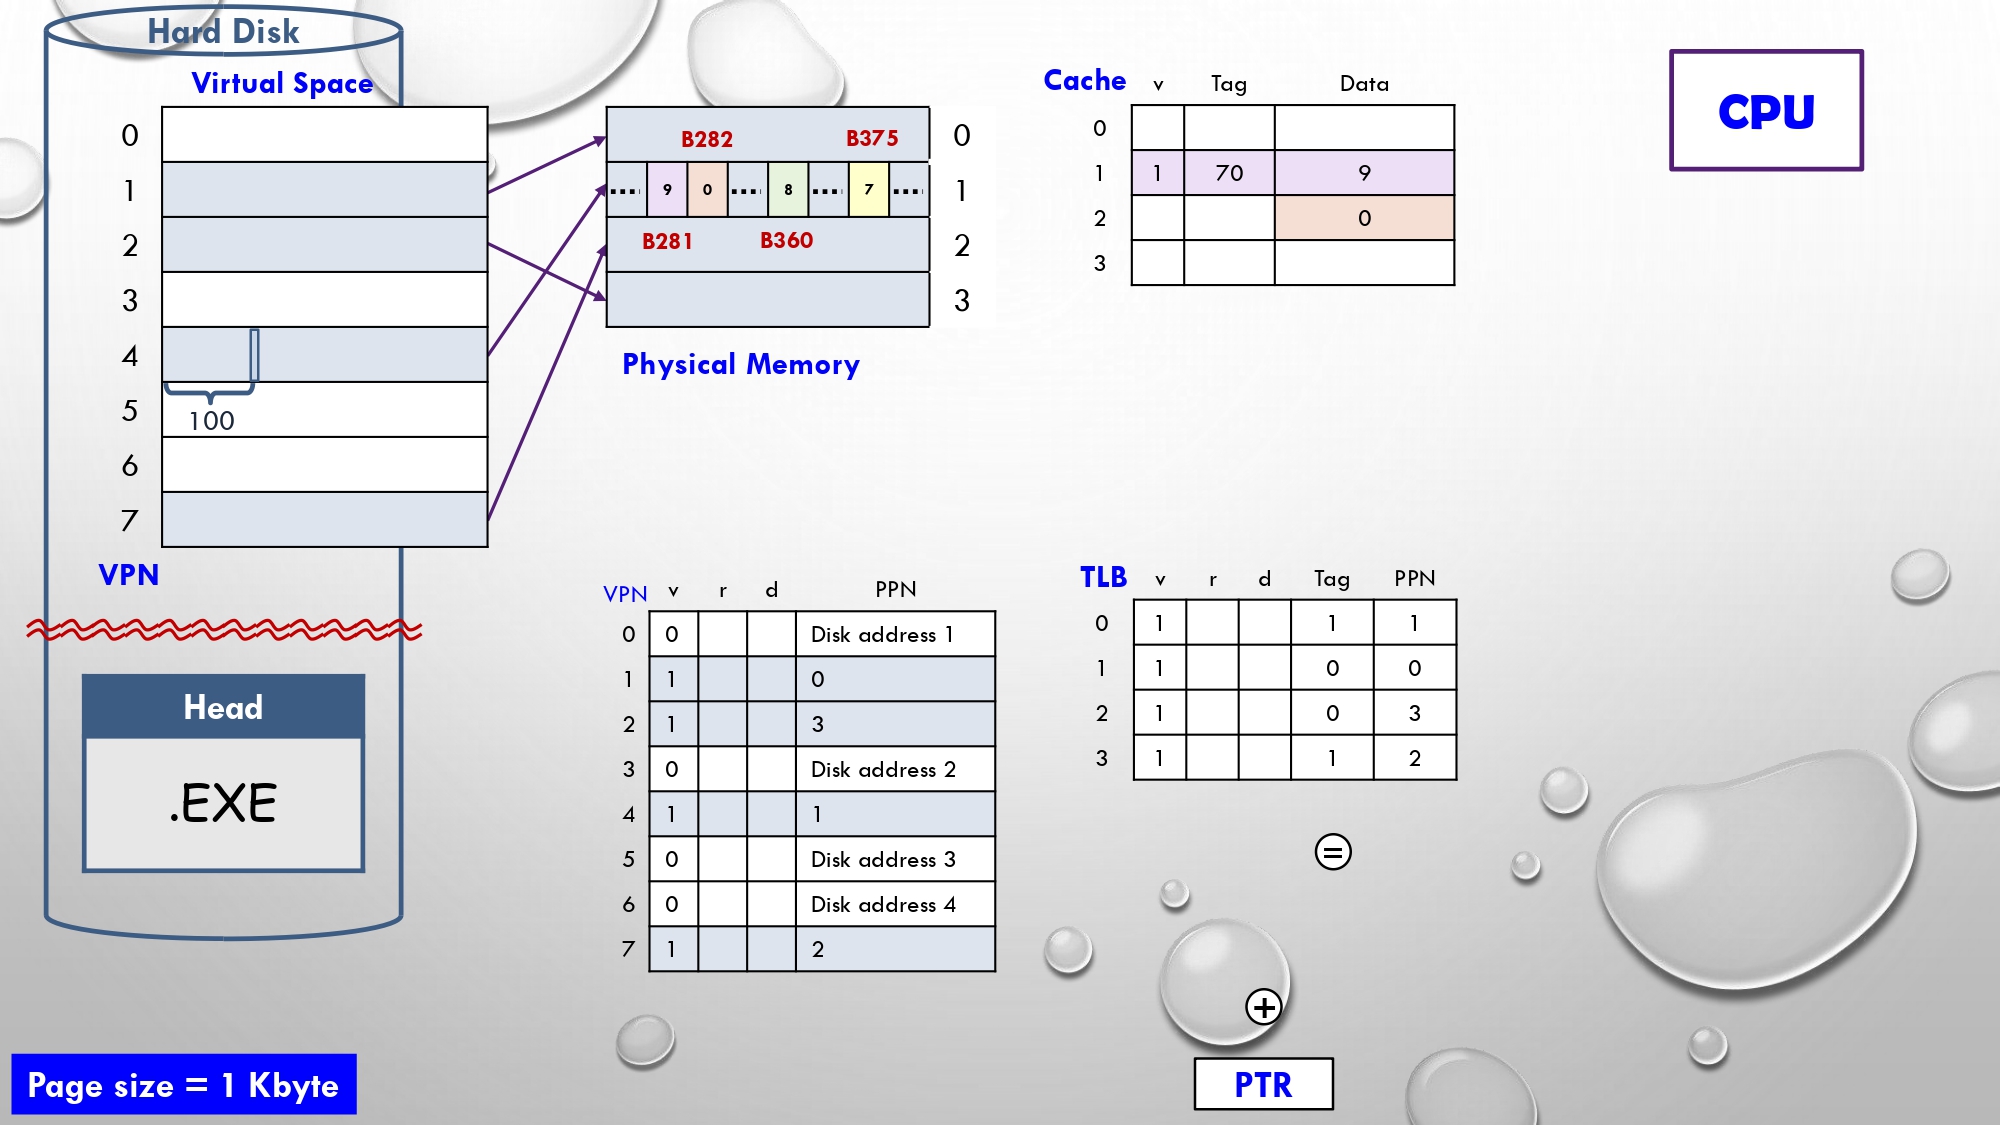 Hard Disk
Virtual Space
0
1
2
3
4
5
6
7
100
VPN
Head
.EXE
Page size = 1 Kbyte
B282 B375
.... 9 0 .... 8 .... 7 ....
B281 B360
0
1
2
3
Physical Memory
Cache v Tag Data
0
1 1 70 9
2 0
3
CPU
VPN v r d PPN
0 0 Disk address 1
1 1 0
2 1 3
3 0 Disk address 2
4 1 1
5 0 Disk address 3
6 0 Disk address 4
7 1 2
TLB v r d Tag PPN
0 1 1 1
1 1 0 0
2 1 0 3
3 1 1 2
=
+
PTR